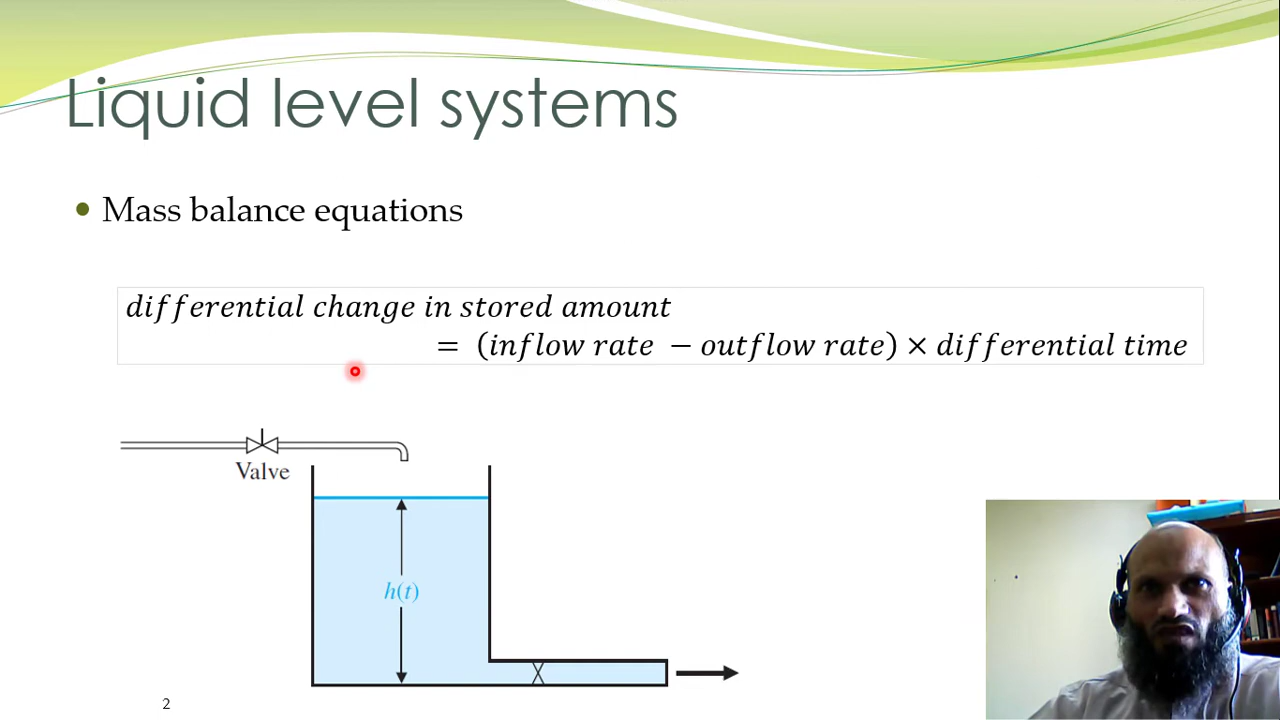 Liquid level systems
• Mass balance equations
differential change in stored amount
= (inflow rate − outflow rate) × differential time
Valve
h(t)
2